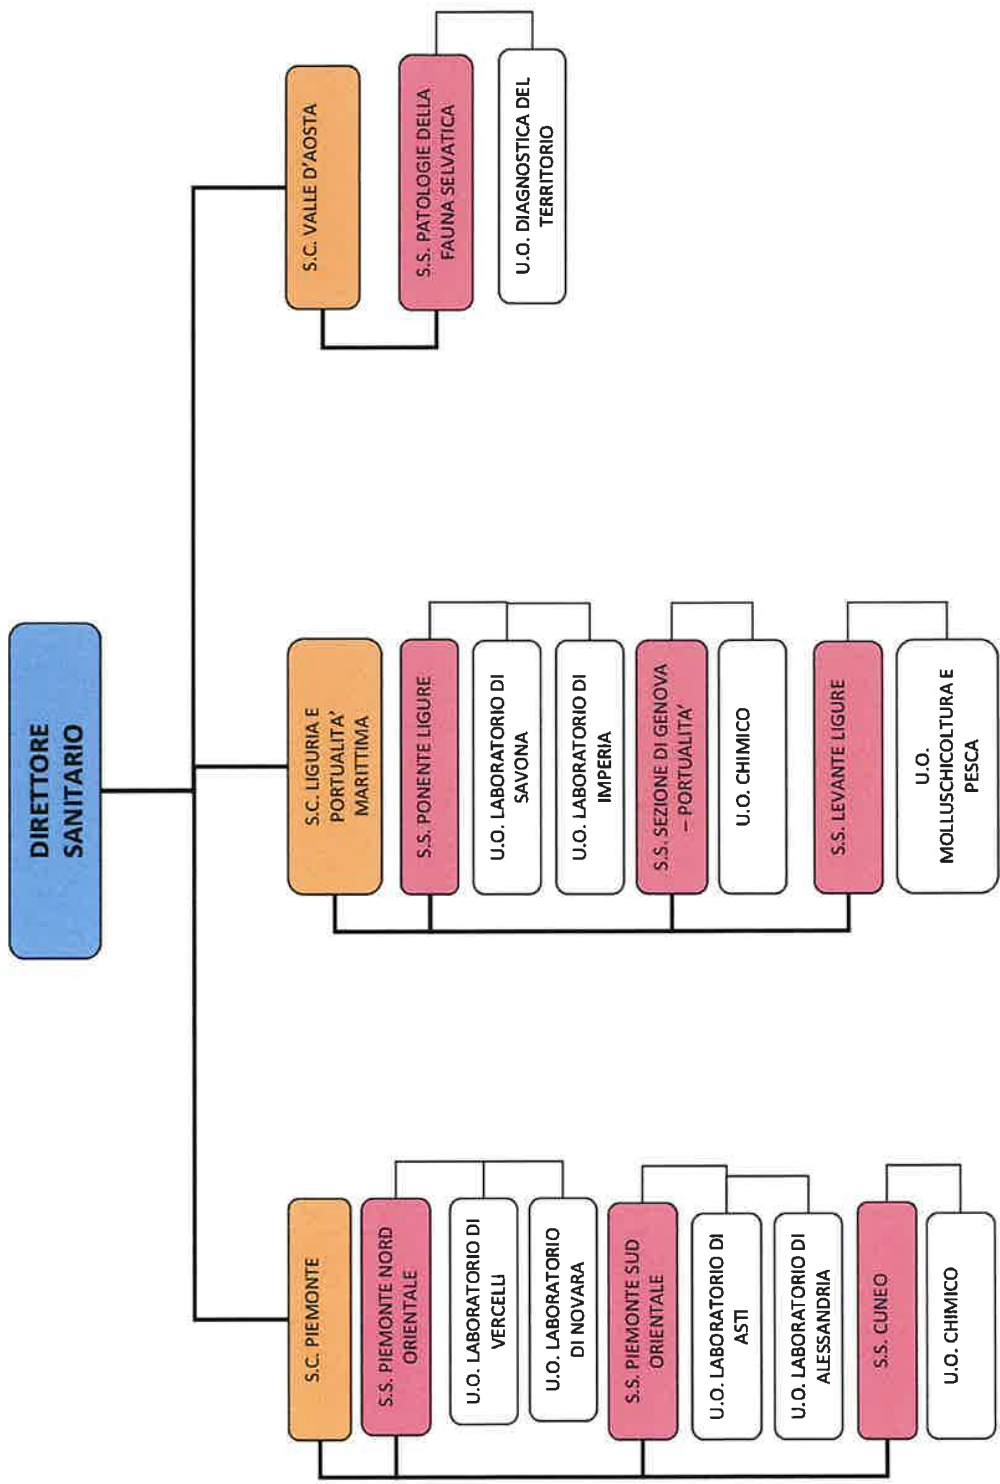 DIRETTORE
SANITARIO
S.C. PIEMONTE
S.S. PIEMONTE NORD
ORIENTALE
U.O. LABORATORIO DI
VERCELLI
U.O. LABORATORIO
DI NOVARA
S.S. PIEMONTE SUD
ORIENTALE
U.O. LABORATORIO DI
ASTI
U.O. LABORATORIO DI
ALESSANDRIA
S.S. CUNEO
U.O. CHIMICO
S.C. LIGURIA E
PORTUALITA'
MARITTIMA
S.S. PONENTE LIGURE
U.O. LABORATORIO DI
SAVONA
U.O. LABORATORIO DI
IMPERIA
S.S. SEZIONE DI GENOVA
– PORTUALITA'
U.O. CHIMICO
S.S. LEVANTE LIGURE
U.O.
MOLLUSCHICOLTURA E
PESCA
S.C. VALLE D'AOSTA
S.S. PATOLOGIE DELLA
FAUNA SELVATICA
U.O. DIAGNOSTICA DEL
TERRITORIO